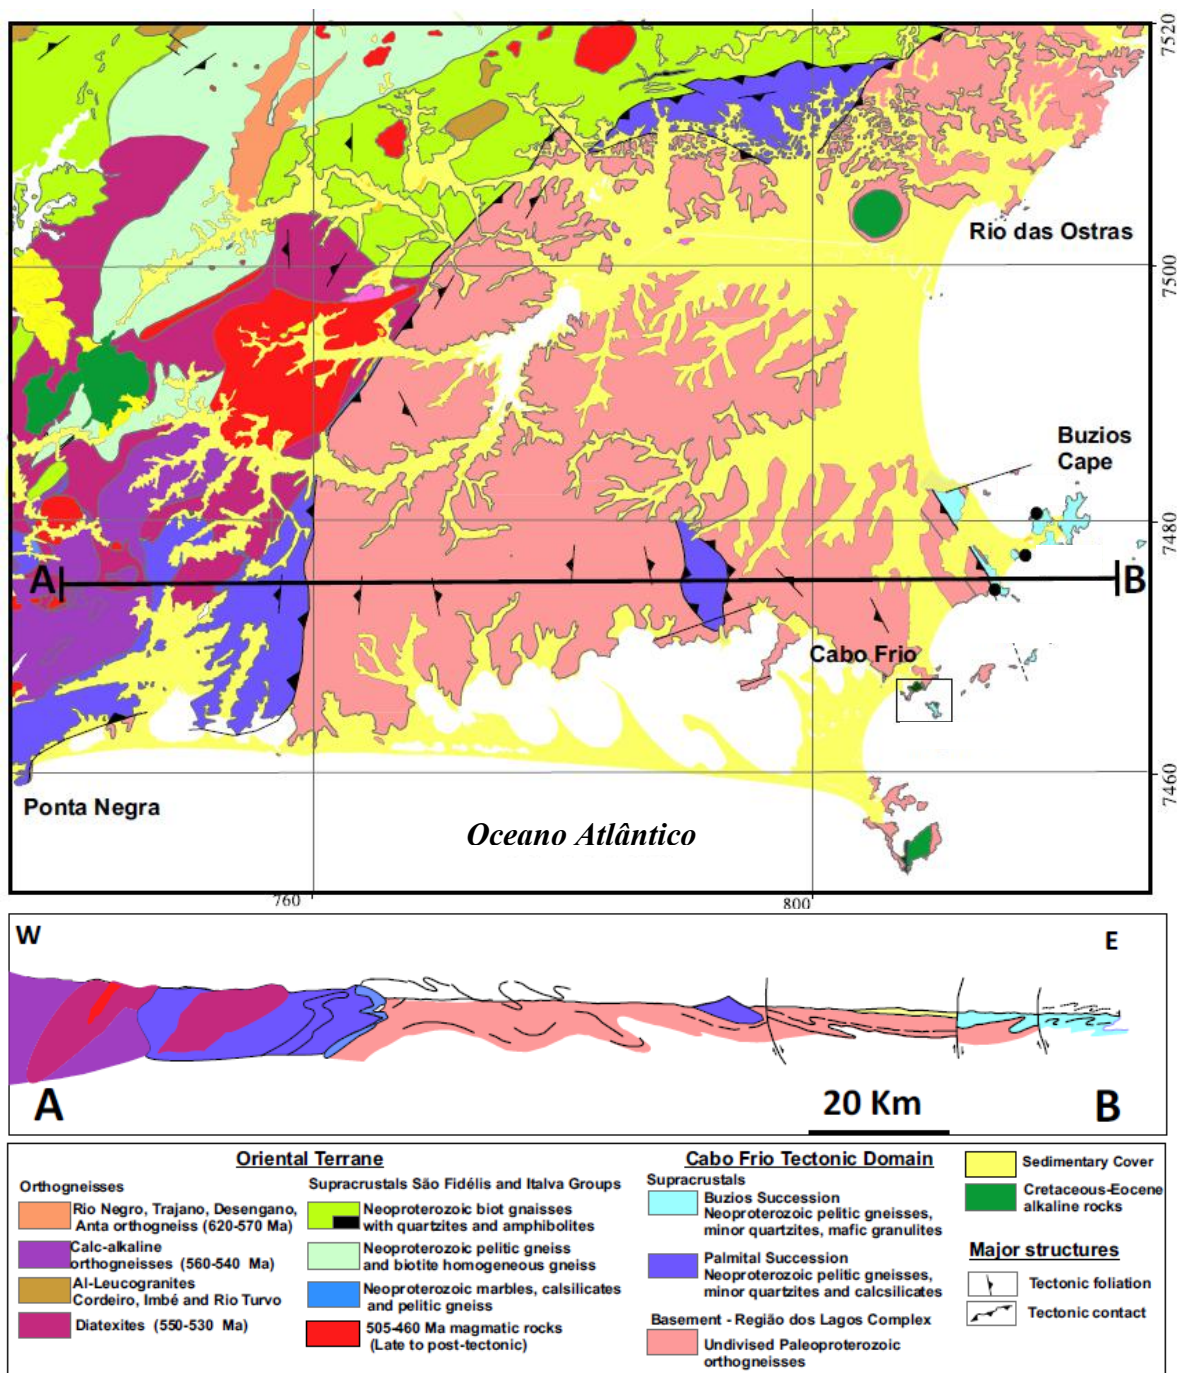 7520
Rio das Ostras
7500
Buzios
Cape
7480
A
B
Cabo Frio
7460
Ponta Negra
Oceano Atlântico
760
800
W
E
A
20 Km
B
Oriental Terrane
Orthogneisses
Rio Negro, Trajano, Desengano,
Anta orthogneiss (620-570 Ma)
Calc-alkaline
orthogneisses (560-540 Ma)
Al-Leucogranites
Cordeiro, Imbé and Rio Turvo
Diatexites (550-530 Ma)
Supracrustals São Fidélis and Italva Groups
Neoproterozoic biot gnaisses
with quartzites and amphibolites
Neoproterozoic pelitic gneiss
and biotite homogeneous gneiss
Neoproterozoic marbles, calsilicates
and pelitic gneiss
505-460 Ma magmatic rocks
(Late to post-tectonic)
Cabo Frio Tectonic Domain
Supracrustals
Buzios Succession
Neoproterozoic pelitic gneisses,
minor quartzites, mafic granulites
Palmital Succession
Neoproterozoic pelitic gneisses,
minor quartzites and calcsilicates
Basement - Região dos Lagos Complex
Undivised Paleoproterozoic
orthogneisses
Sedimentary Cover
Cretaceous-Eocene
alkaline rocks
Major structures
Tectonic foliation
Tectonic contact